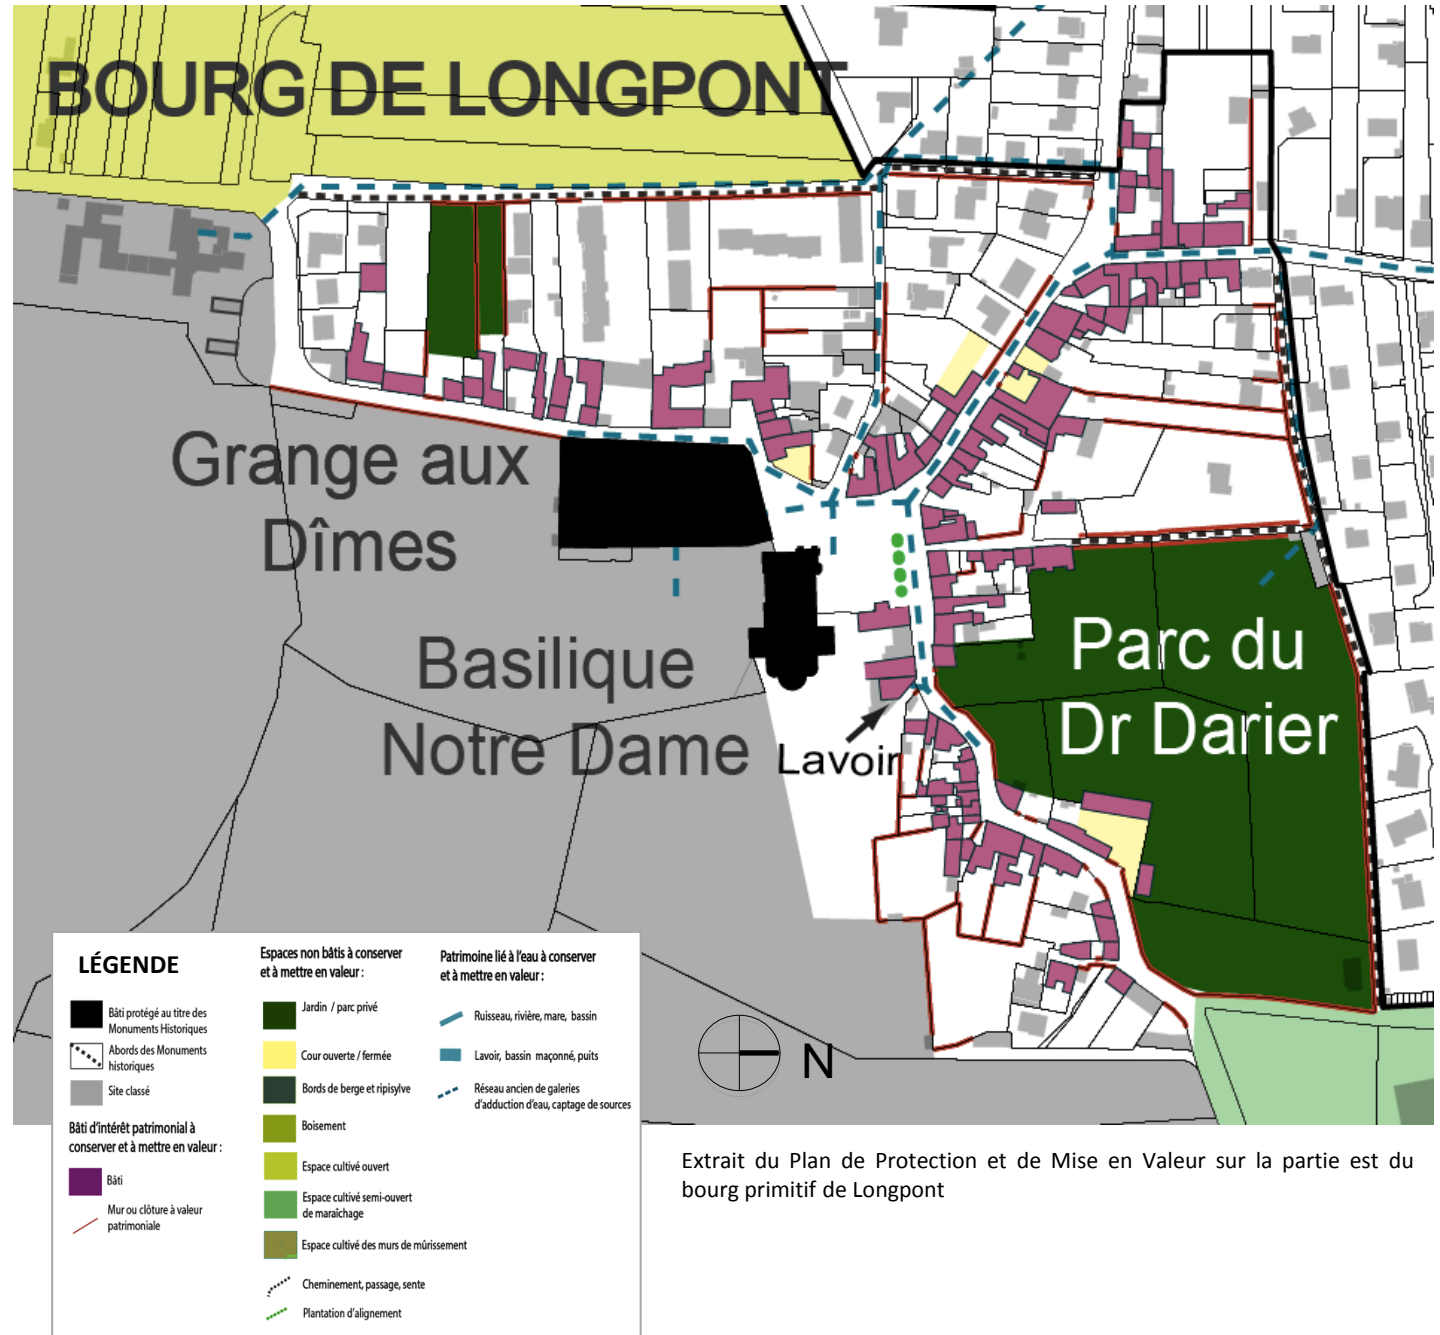 BOURG DE LONGPONT
Grange aux
Dîmes
Basilique
Notre Dame
Lavoir
Parc du
Dr Darier
N
LÉGENDE
Bâti protégé au titre des
Monuments Historiques
Abords des Monuments
historiques
Site classé
Bâti d'intérêt patrimonial à
conserver et à mettre en valeur :
Bâti
Mur ou clôture à valeur
patrimoniale
Espaces non bâtis à conserver
et à mettre en valeur :
Jardin / parc privé
Cour ouverte / fermée
Bords de berge et ripisylve
Boisement
Espace cultivé ouvert
Espace cultivé semi-ouvert
de maraîchage
Espace cultivé des murs de mûrissement
Cheminement, passage, sente
Plantation d'alignement
Patrimoine lié à l'eau à conserver
et à mettre en valeur :
Ruisseau, rivière, mare, bassin
Lavoir, bassin maçonné, puits
Réseau ancien de galeries
d'adduction d'eau, captage de sources
Extrait du Plan de Protection et de Mise en Valeur sur la partie est du
bourg primitif de Longpont